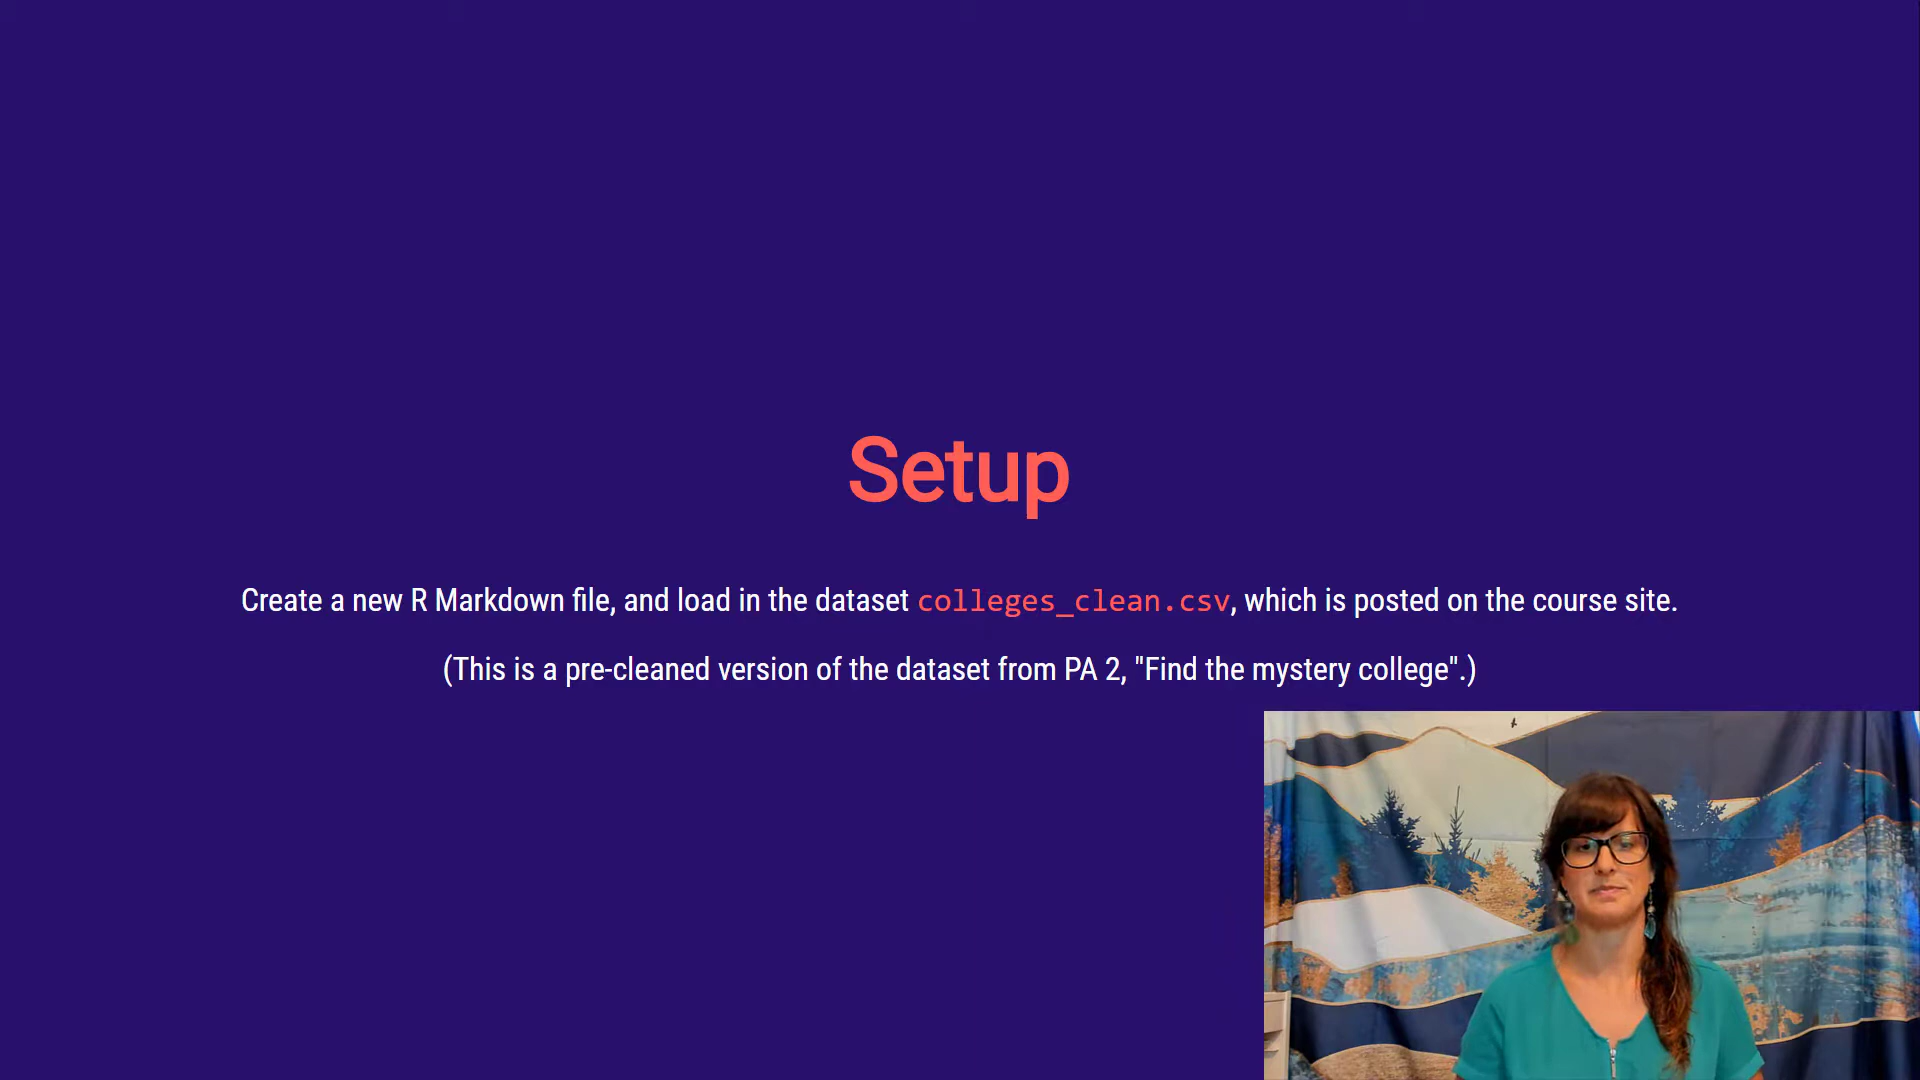 Setup
Create a new R Markdown file, and load in the dataset colleges_clean.csv, which is posted on the course site.
(This is a pre-cleaned version of the dataset from PA 2, "Find the mystery college".)